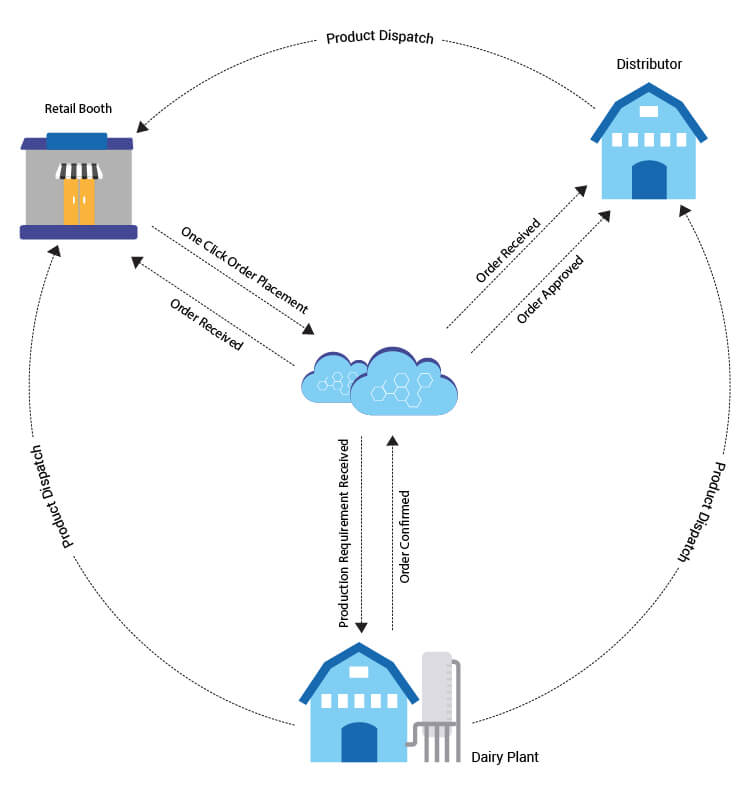 Product Dispatch
Distributor
Retail Booth
One Click Order Placement
Order Received
Order Received
Order Approved
Product Dispatch
Production Requirement Received
Order Confirmed
Product Dispatch
Dairy Plant